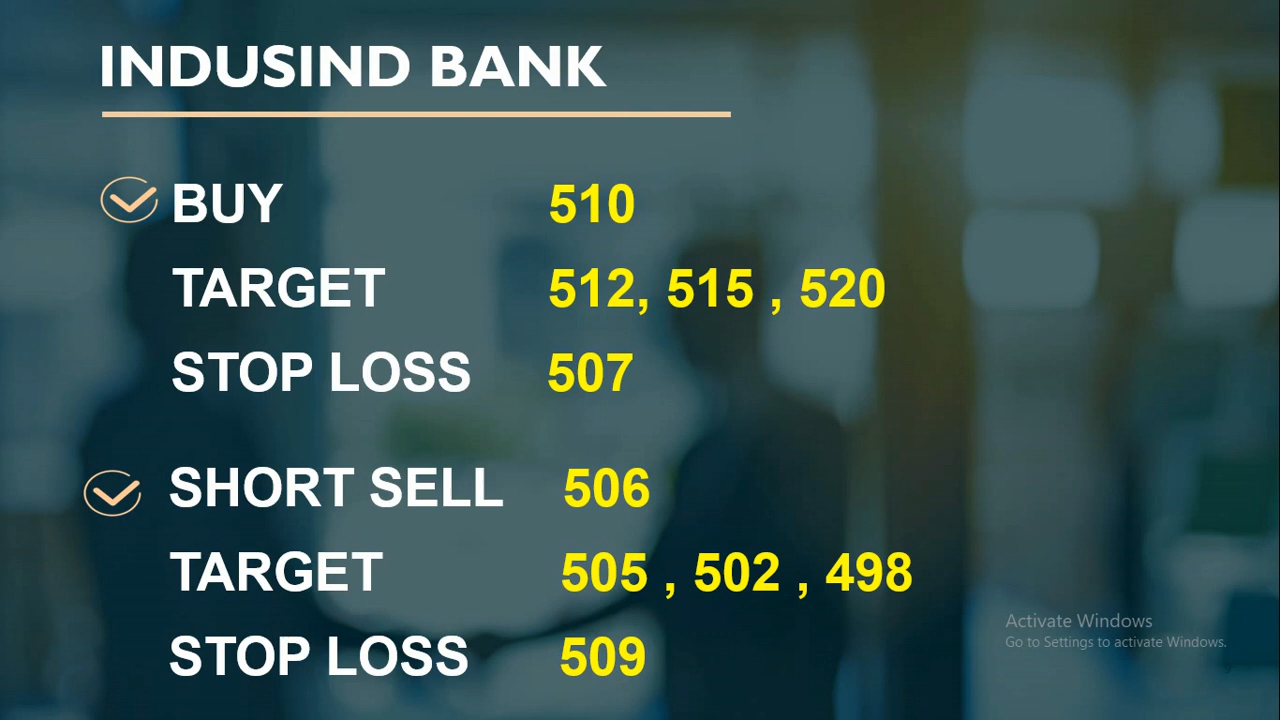 INDUSIND BANK
BUY 510
TARGET 512, 515 , 520
STOP LOSS 507
SHORT SELL 506
TARGET 505 , 502 , 498
STOP LOSS 509
Activate Windows
Go to Settings to activate Windows.